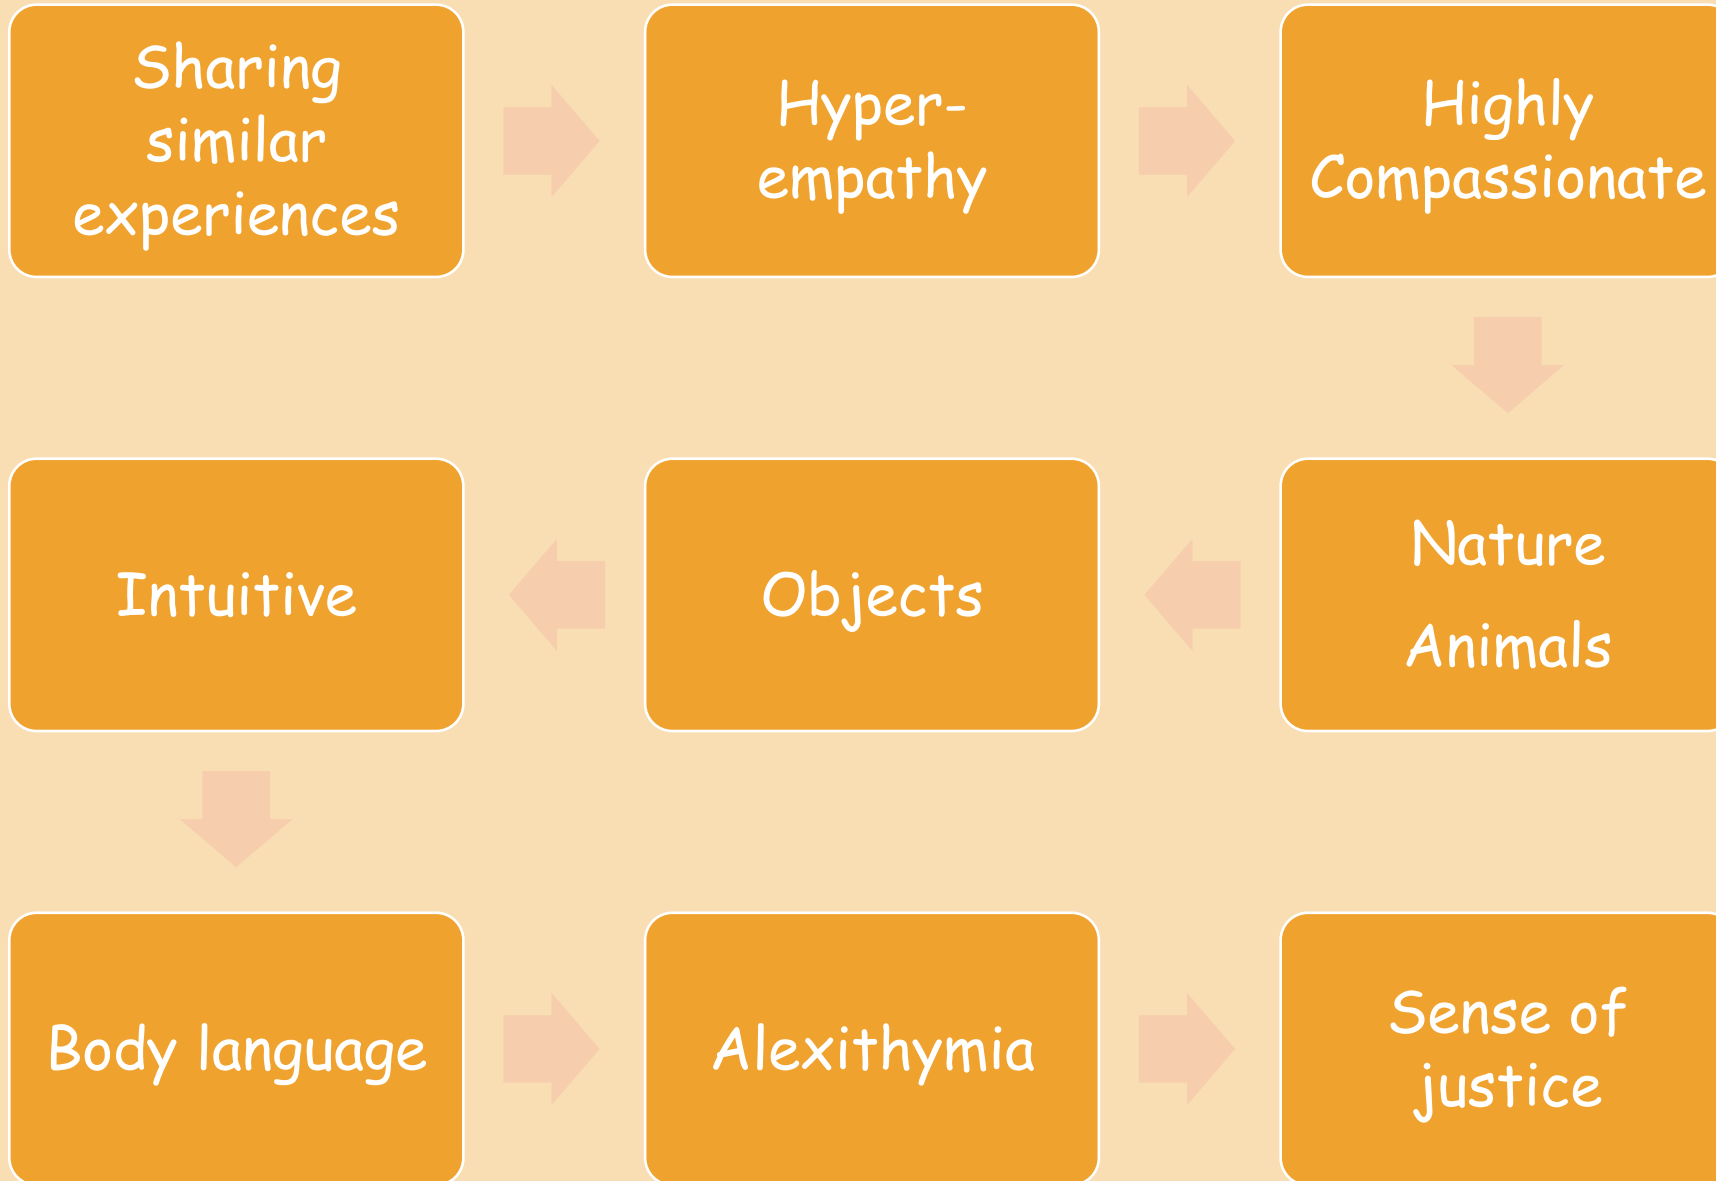 Sharing
similar
experiences
Hyper-
empathy
Highly
Compassionate
Nature
Animals
Objects
Intuitive
Body language
Alexithymia
Sense of
justice